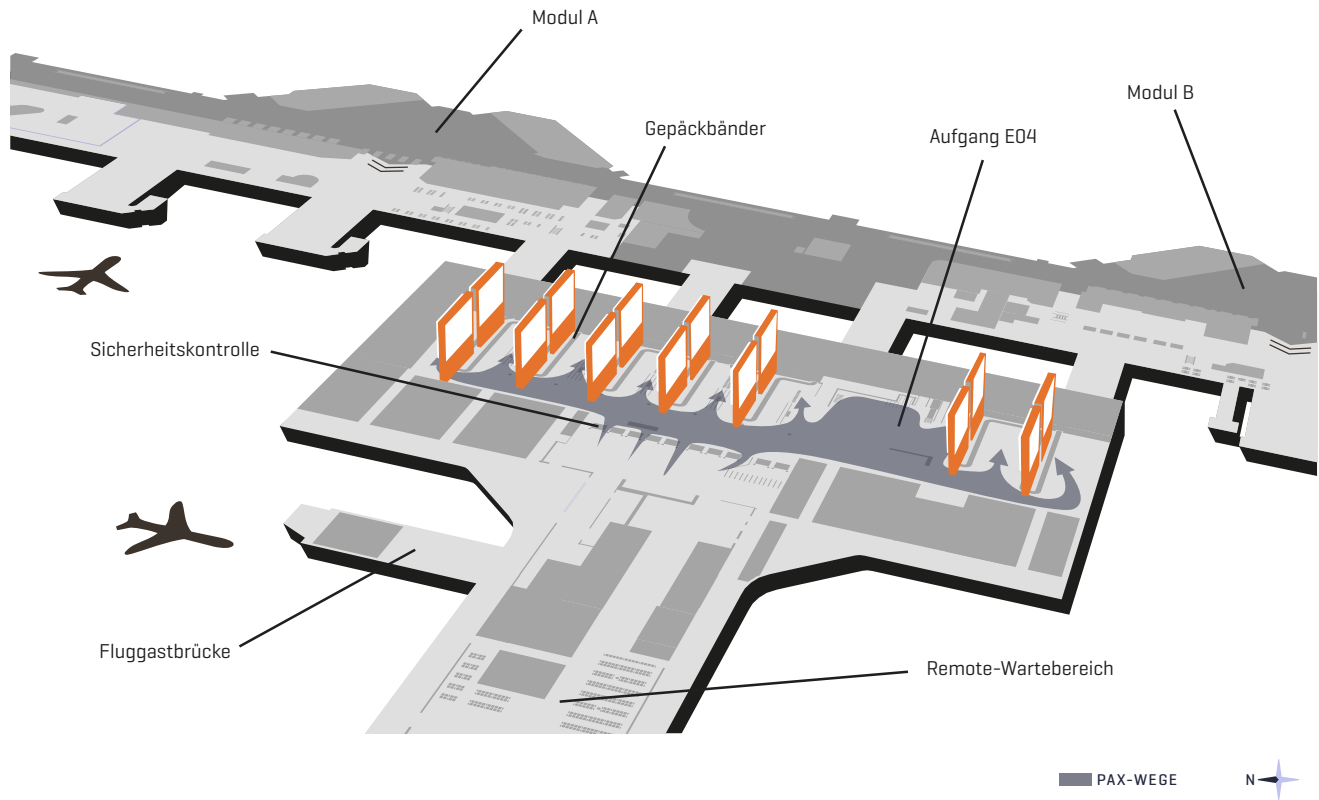 Modul A
Modul B
Gepäckbänder
Aufgang E04
Sicherheitskontrolle
Fluggastbrücke
Remote-Wartebereich
PAX-WEGE
N